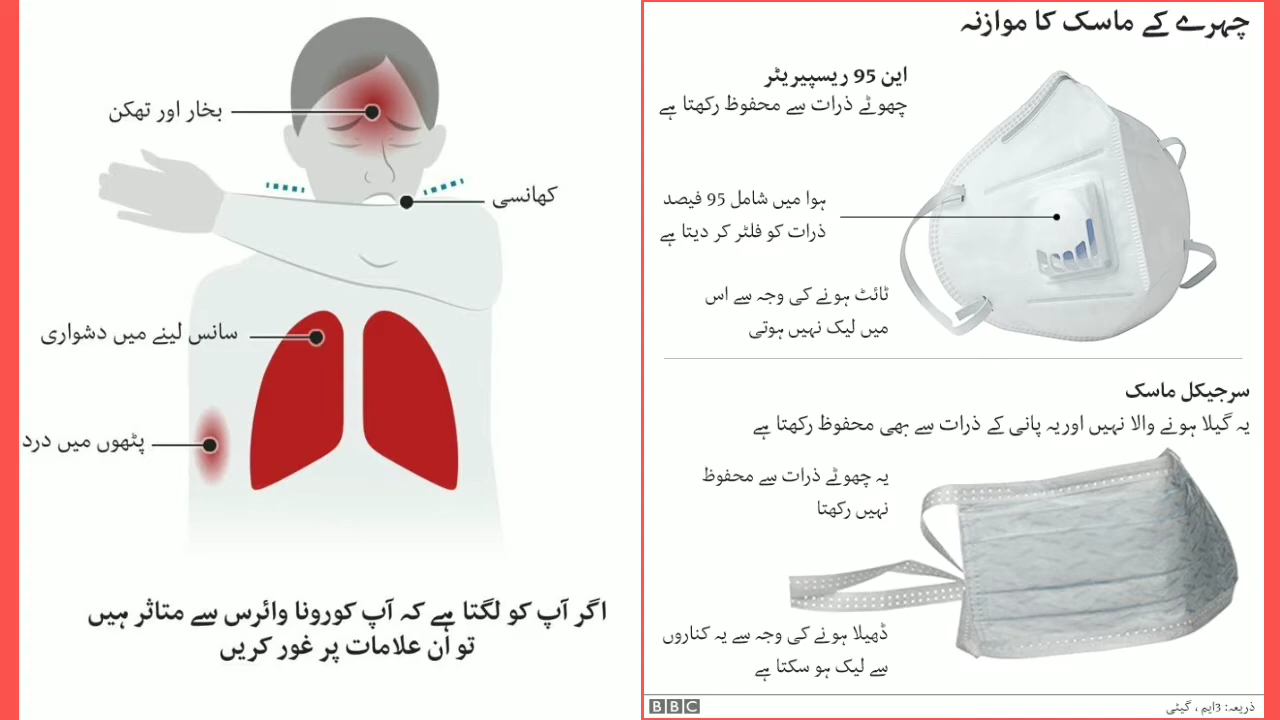 بخار اور تھکن
کھانسی
سانس لینے میں دشواری
پٹھوں میں درد
اگر آپ کو لگتا ہے کہ آپ کورونا وائرس سے متاثر ہیں
تو ان علامات پر غور کریں
چہرے کے ماسک کا موازنہ
این 95 ریسپیریٹر
چھوٹے ذرات سے محفوظ رکھتا ہے
ہوا میں شامل 95 فیصد
ذرات کو فلٹر کر دیتا ہے
ٹائٹ ہونے کی وجہ سے اس
میں لیک نہیں ہوتی
سرجیکل ماسک
یہ گیلا ہونے والا نہیں اور یہ پانی کے ذرات سے بھی محفوظ رکھتا ہے
یہ چھوٹے ذرات سے محفوظ
نہیں رکھتا
ڈھیلا ہونے کی وجہ سے یہ کناروں
سے لیک ہو سکتا ہے
ذریعہ: 3ایم ، گیٹی
BBC